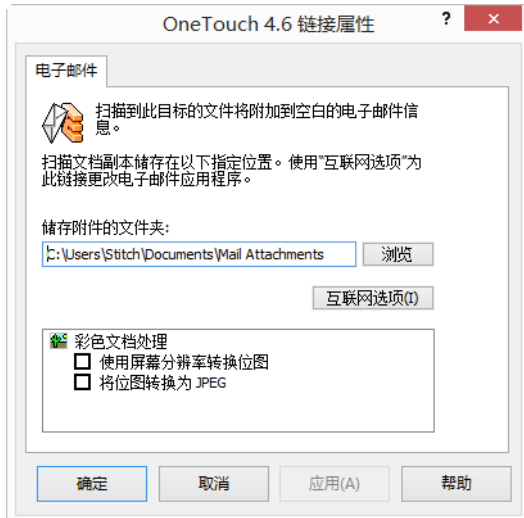 OneTouch 4.6 链接属性
?
×
电子邮件
扫描到此目标的文件将附加到空白的电子邮件信
息。
扫描文档副本储存在以下指定位置。使用"互联网选项"为
此链接更改电子邮件应用程序。
储存附件的文件夹:
C:\Users\Stitch\Documents\Mail Attachments 浏览
互联网选项(I)
彩色文档处理
使用屏幕分辨率转换位图
将位图转换为 JPEG
确定 取消 应用(A) 帮助